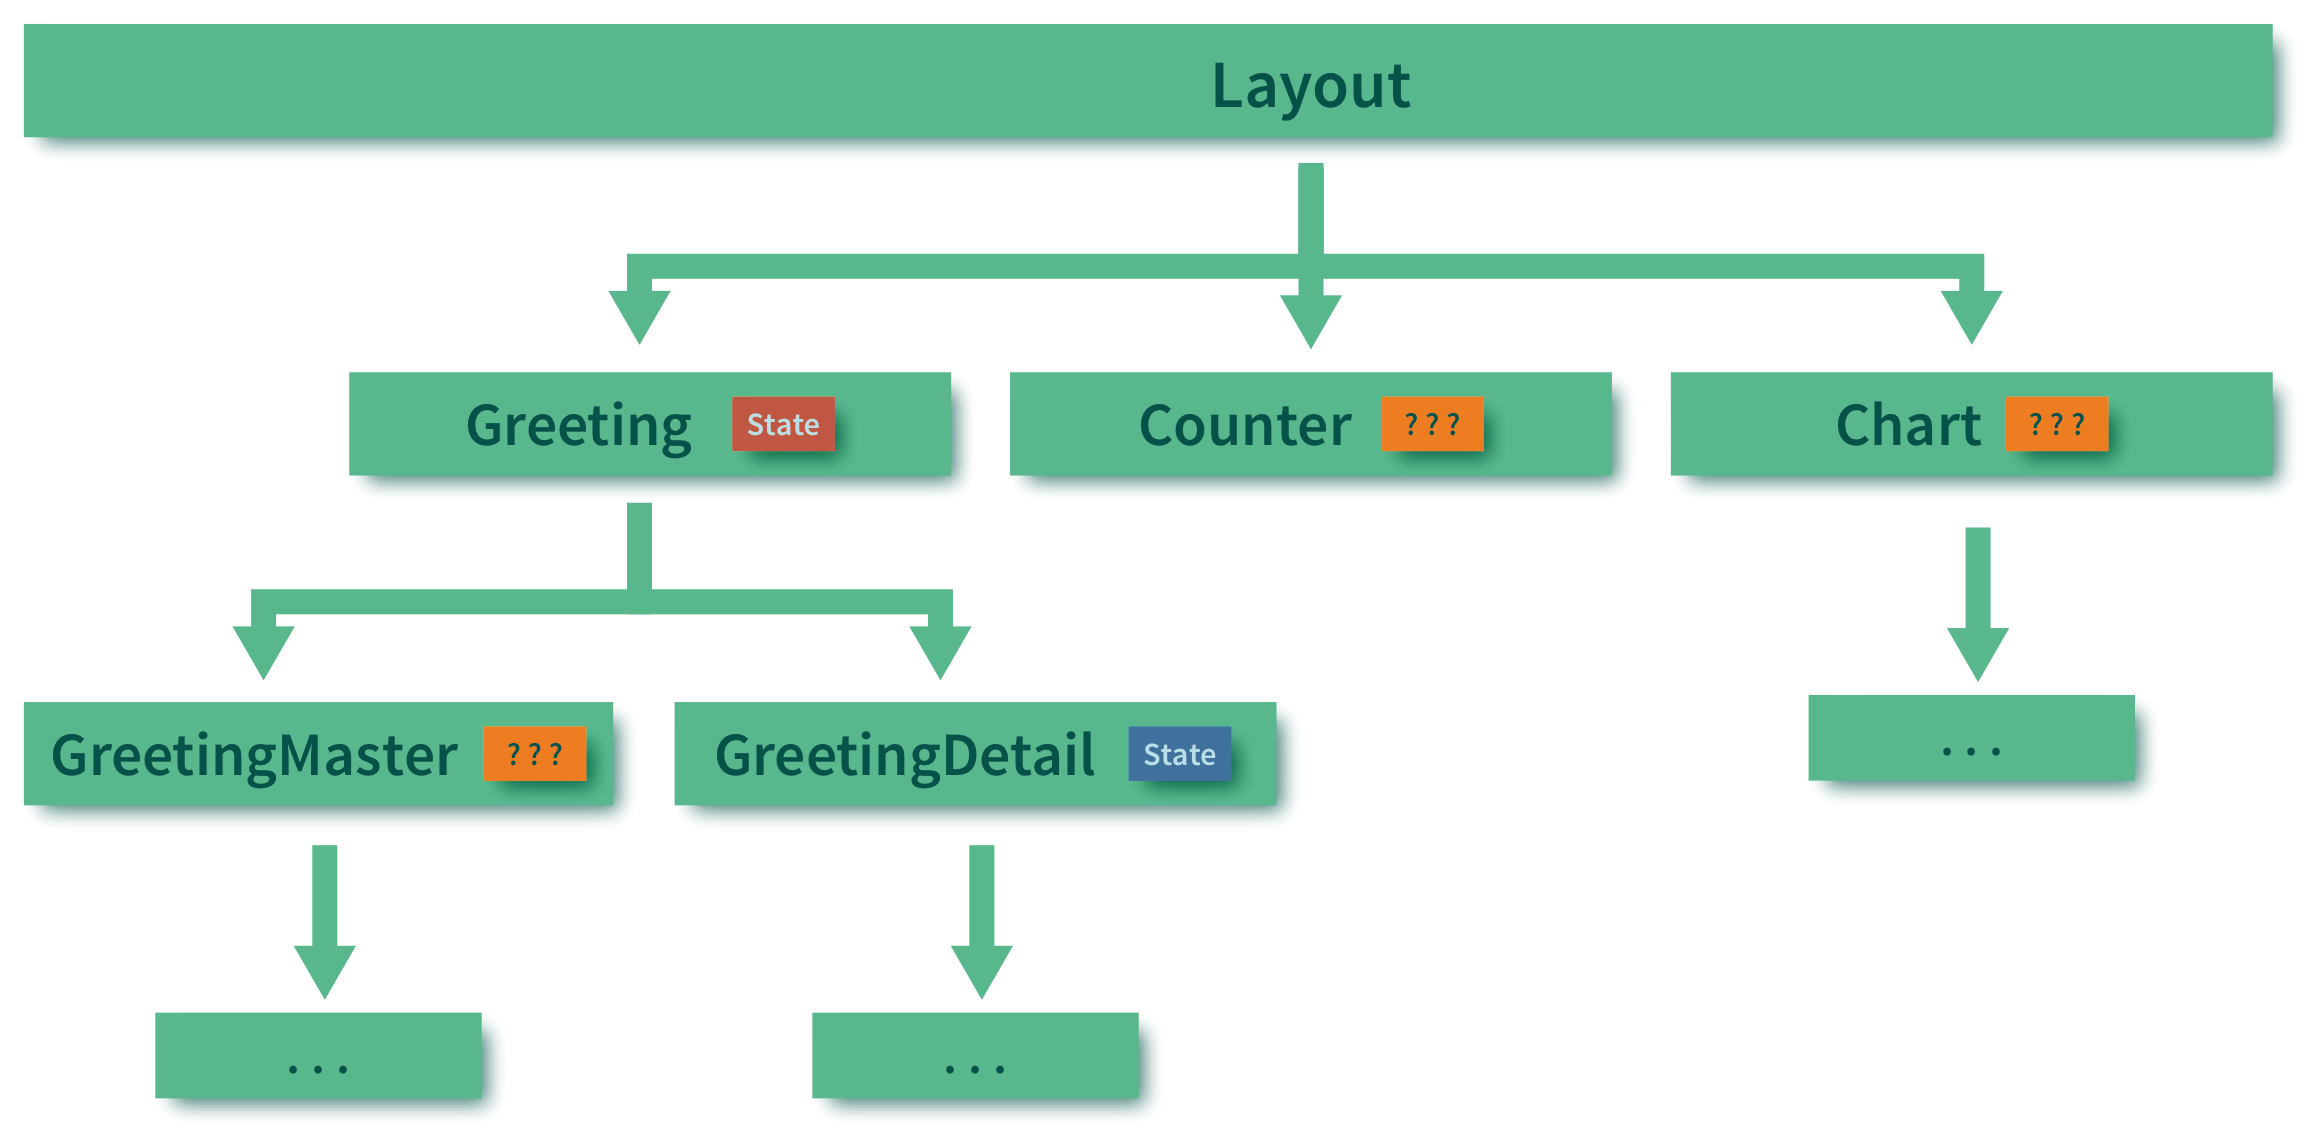 Layout
Greeting State
Counter ???
Chart ???
GreetingMaster ???
GreetingDetail State
...
...
...